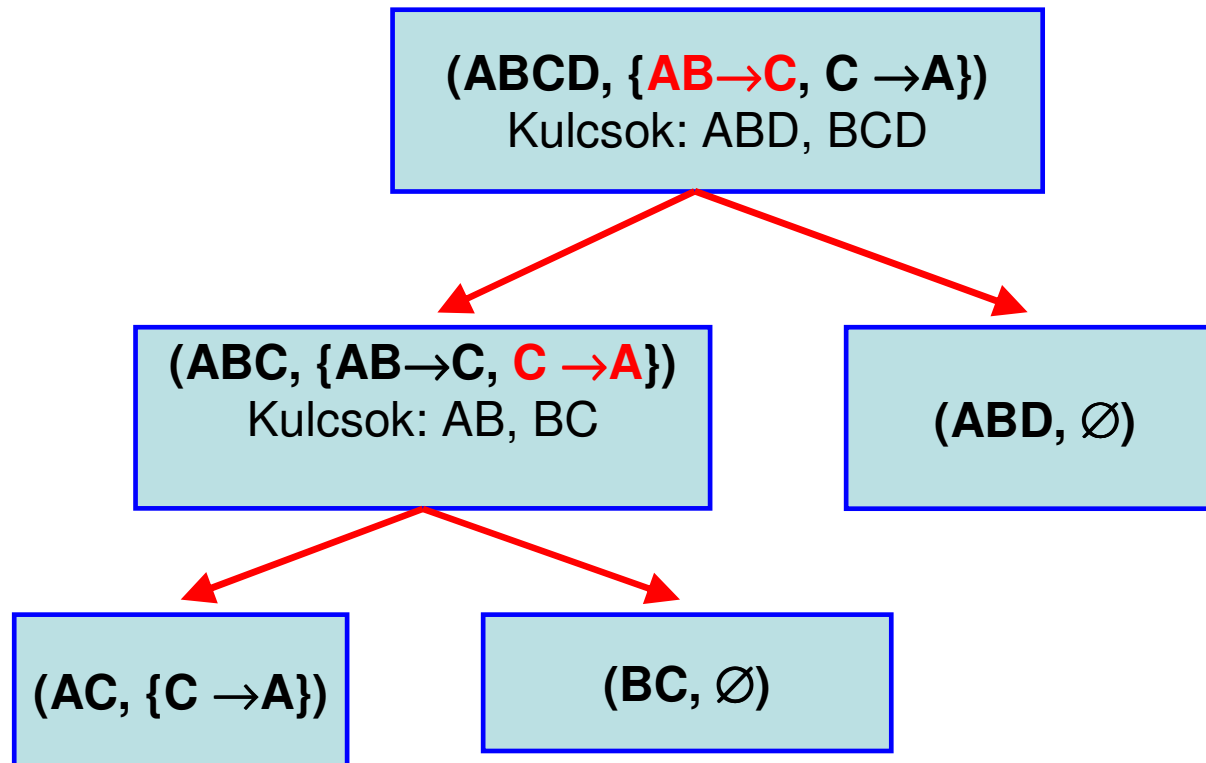 (ABCD, {AB→C, C →A})
Kulcsok: ABD, BCD
(ABC, {AB→C, C →A})
Kulcsok: AB, BC
(ABD, ∅)
(AC, {C →A})
(BC, ∅)